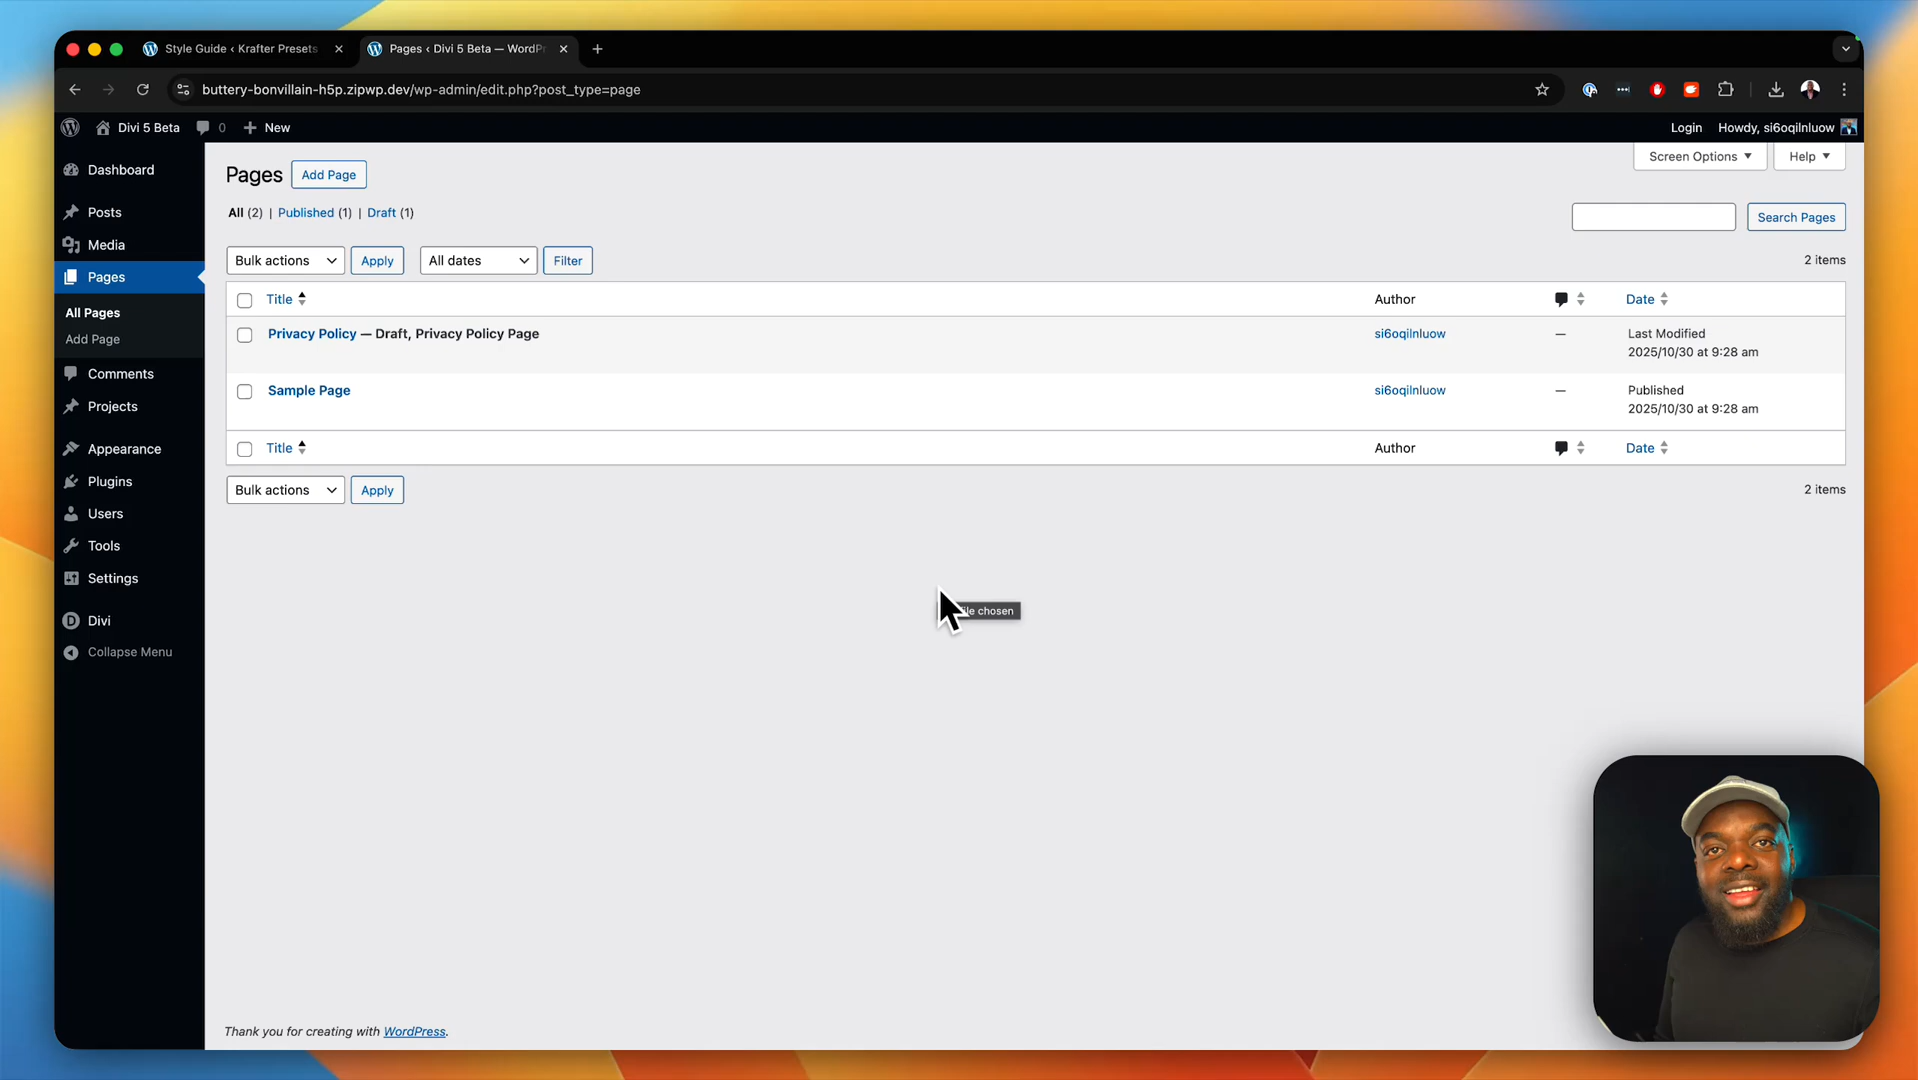 Style Guide ‹ Krafter Presets
Pages ‹ Divi 5 Beta — WordPr
buttery-bonvillain-h5p.zipwp.dev/wp-admin/edit.php?post_type=page
Divi 5 Beta 0 New
Login Howdy, si6oqilnluow
Dashboard
Posts
Media
Pages
All Pages
Add Page
Comments
Projects
Appearance
Plugins
Users
Tools
Settings
Divi
Collapse Menu
Screen Options Help
Pages Add Page
All (2) | Published (1) | Draft (1)
Search Pages
Bulk actions Apply All dates Filter 2 items
Title Author Date
Privacy Policy — Draft, Privacy Policy Page si6oqilnluow — Last Modified
2025/10/30 at 9:28 am
Sample Page si6oqilnluow — Published
2025/10/30 at 9:28 am
Title Author Date
Bulk actions Apply 2 items
chosen
Thank you for creating with WordPress.